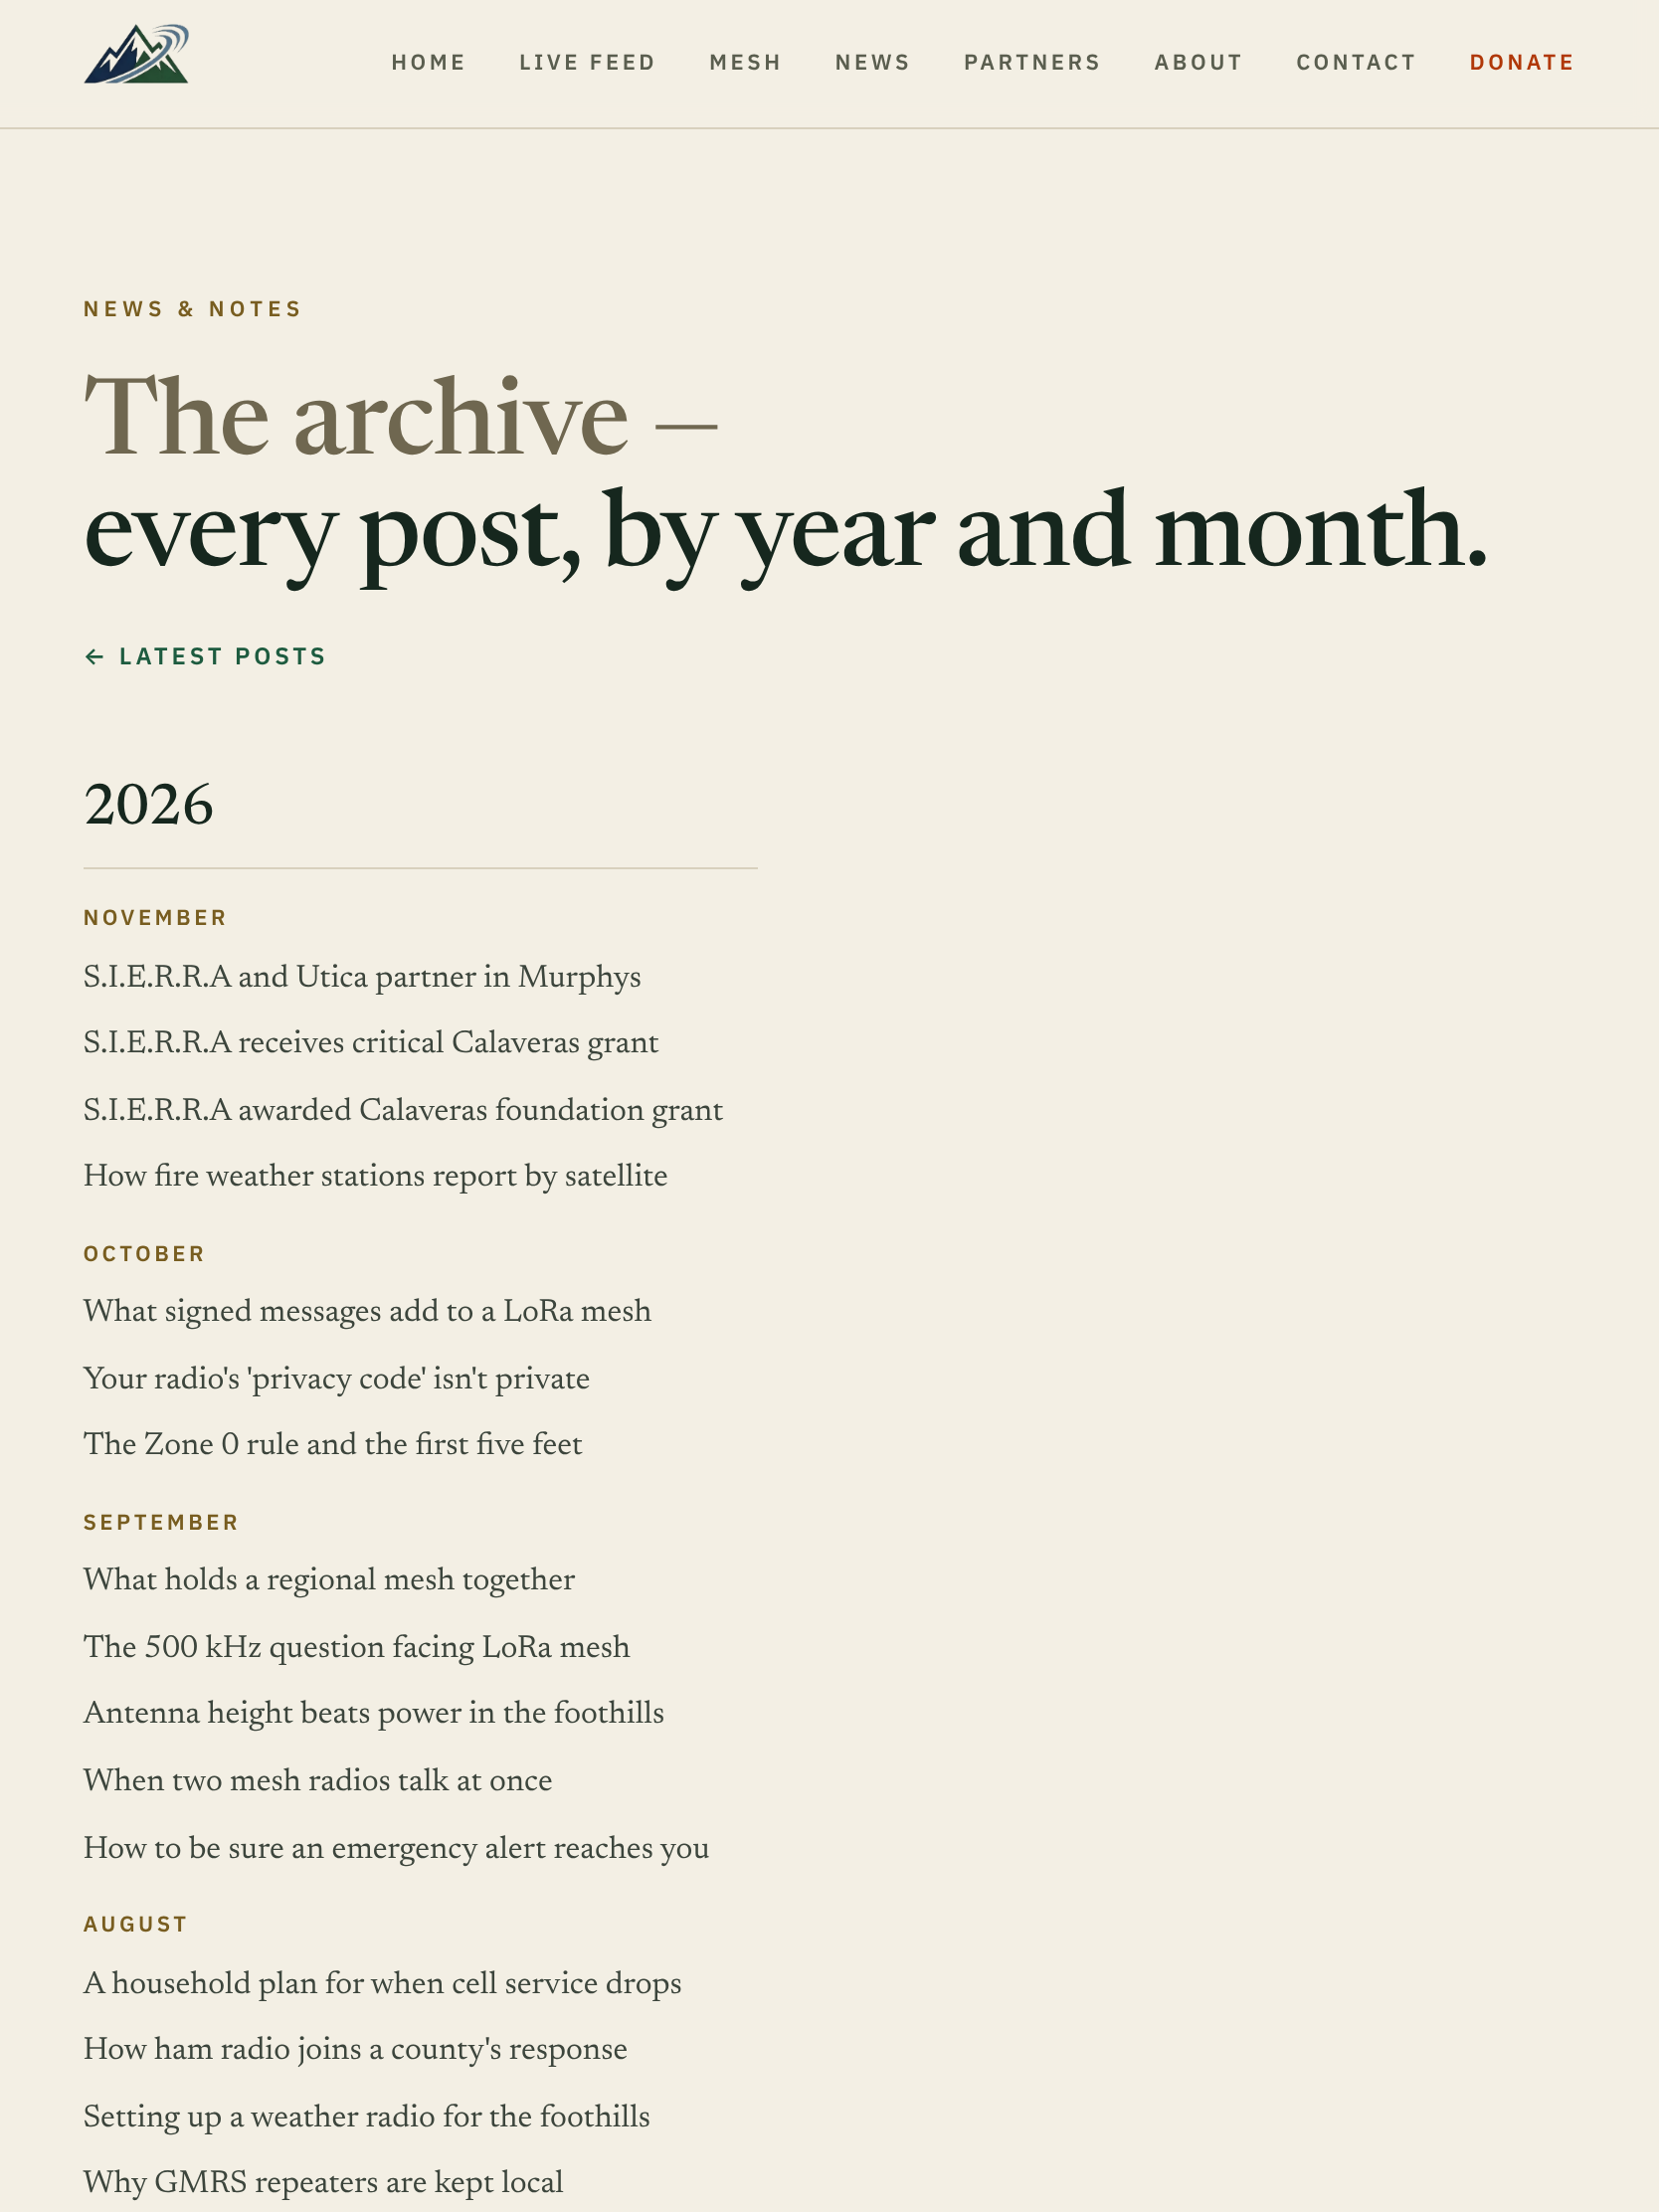 HOME LIVE FEED MESH NEWS PARTNERS ABOUT CONTACT DONATE
NEWS & NOTES
The archive —
every post, by year and month.
← LATEST POSTS
2026
NOVEMBER
S.I.E.R.R.A and Utica partner in Murphys
S.I.E.R.R.A receives critical Calaveras grant
S.I.E.R.R.A awarded Calaveras foundation grant
How fire weather stations report by satellite
OCTOBER
What signed messages add to a LoRa mesh
Your radio's 'privacy code' isn't private
The Zone 0 rule and the first five feet
SEPTEMBER
What holds a regional mesh together
The 500 kHz question facing LoRa mesh
Antenna height beats power in the foothills
When two mesh radios talk at once
How to be sure an emergency alert reaches you
AUGUST
A household plan for when cell service drops
How ham radio joins a county's response
Setting up a weather radio for the foothills
Why GMRS repeaters are kept local